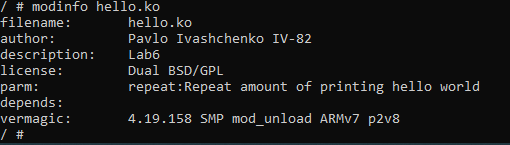 / # modinfo hello.ko
filename:       hello.ko
author:         Pavlo Ivashchenko IV-82
description:    Lab6
license:        Dual BSD/GPL
parm:           repeat:Repeat amount of printing hello world
depends:
vermagic:       4.19.158 SMP mod_unload ARMv7 p2v8
/ #